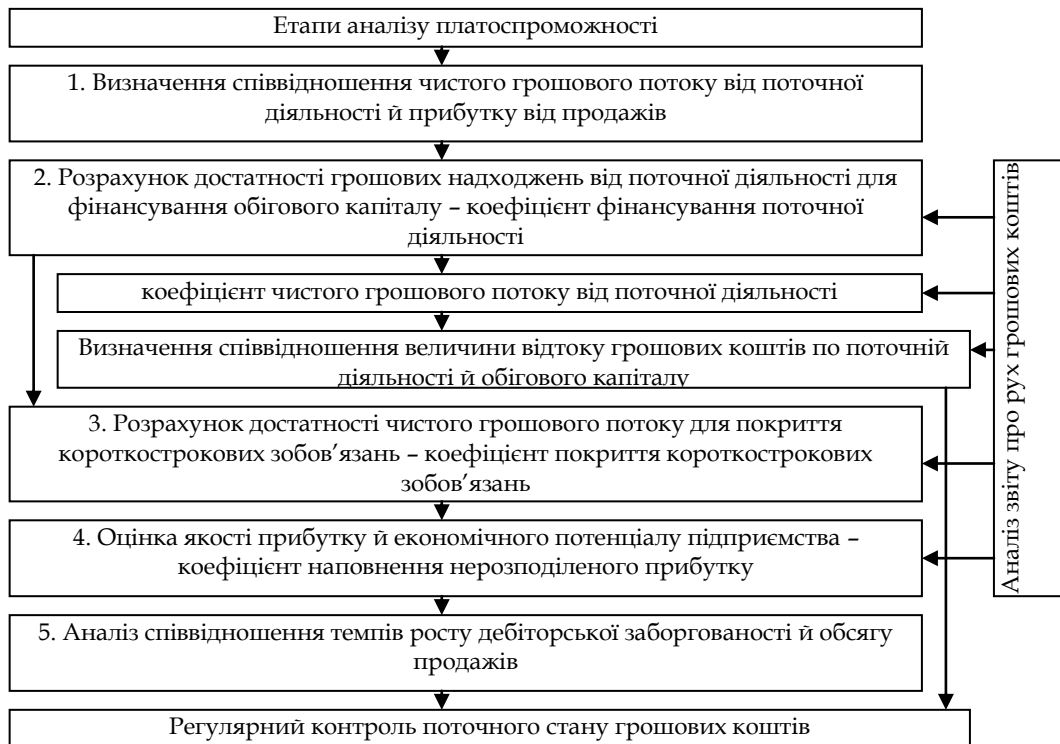 Етапи аналізу платоспроможності
1. Визначення співвідношення чистого грошового потоку від поточної
діяльності й прибутку від продажів
2. Розрахунок достатності грошових надходжень від поточної діяльності для
фінансування обігового капіталу – коефіцієнт фінансування поточної
діяльності
коефіцієнт чистого грошового потоку від поточної діяльності
Визначення співвідношення величини відтоку грошових коштів по поточній
діяльності й обігового капіталу
3. Розрахунок достатності чистого грошового потоку для покриття
короткострокових зобов’язань – коефіцієнт покриття короткострокових
зобов’язань
4. Оцінка якості прибутку й економічного потенціалу підприємства –
коефіцієнт наповнення нерозподіленого прибутку
5. Аналіз співвідношення темпів росту дебіторської заборгованості й обсягу
продажів
Регулярний контроль поточного стану грошових коштів
Аналіз звіту про рух грошових коштів